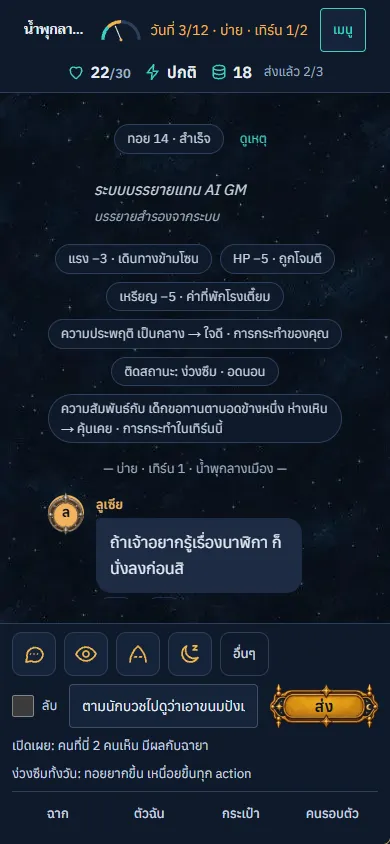 น้ำพุกลา...
วันที่ 3/12 · บ่าย · เทิร์น 1/2
เมนู
22/30 ปกติ 18 ส่งแล้ว 2/3
ทอย 14 · สำเร็จ ดูเหตุ
ระบบบรรยายแทน AI GM
บรรยายสำรองจากระบบ
แรง −3 · เดินทางข้ามโซน HP −5 · ถูกโจมตี
เหรียญ −5 · ค่าที่พักโรงเตี๊ยม
ความประพฤติ เป็นกลาง → ใจดี · การกระทำของคุณ
ติดสถานะ: ง่วงซึม · อดนอน
ความสัมพันธ์กับ เด็กขอทานตาบอดข้างหนึ่ง ห่างเหิน
→ คุ้นเคย · การกระทำในเทิร์นนี้
— บ่าย · เทิร์น 1 · น้ำพุกลางเมือง —
ลูเซีย
ล
ถ้าเจ้าอยากรู้เรื่องนาฬิกา ก็
นั่งลงก่อนสิ
อื่นๆ
ลับ
ตามนักบวชไปดูว่าเอาขนมปังเ
ส่ง
เปิดเผย: คนที่นี่ 2 คนเห็น มีผลกับฉายา
ง่วงซึมทั้งวัน: ทอยยากขึ้น เหนื่อยขึ้นทุก action
ฉาก ตัวฉัน กระเป๋า คนรอบตัว